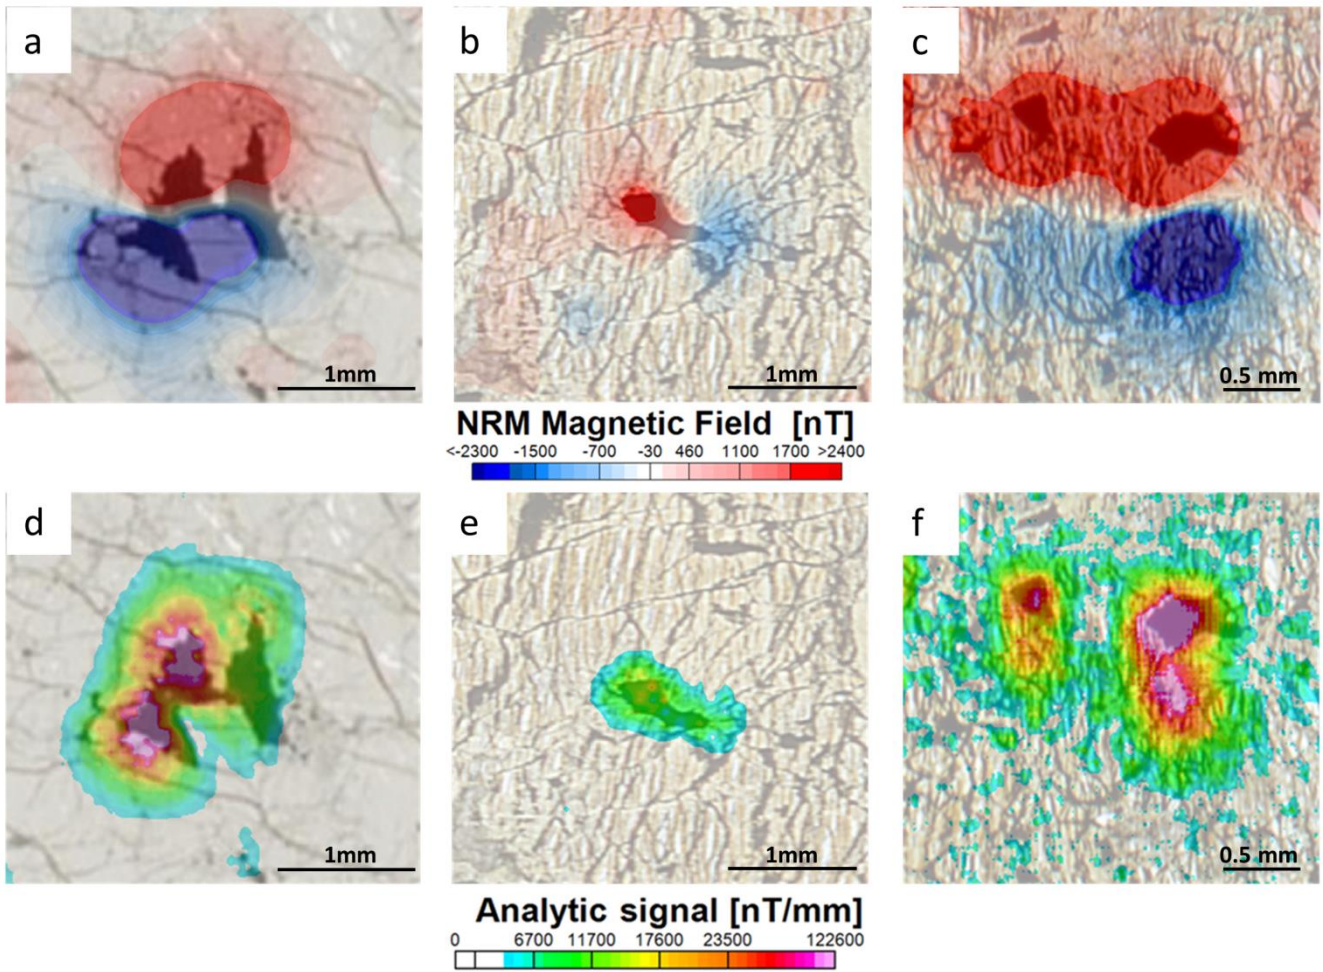 a
b
c
1mm
1mm
0.5 mm
NRM Magnetic Field [nT]
<-2300 -1500 -700 -30 460 1100 1700 >2400
d
e
f
1mm
1mm
0.5 mm
Analytic signal [nT/mm]
0 6700 11700 17600 23500 122600